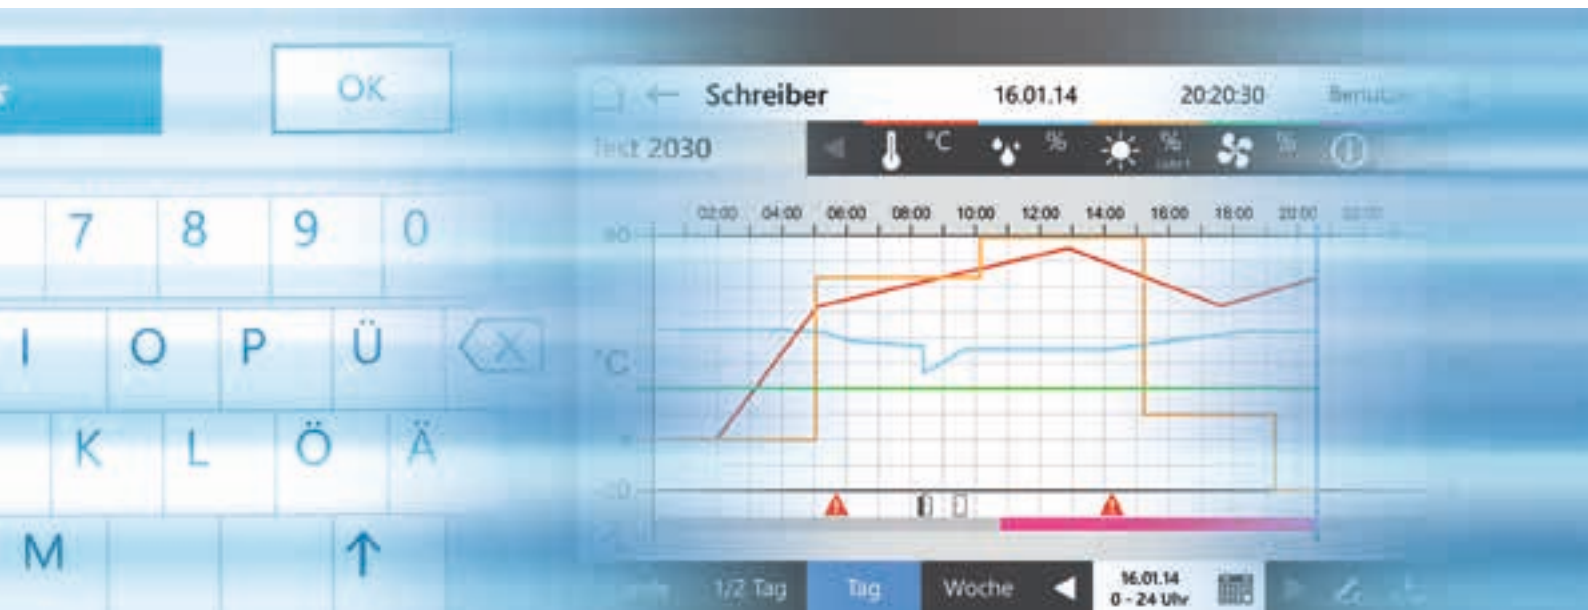 OK
Schreiber 16.01.14 20:20:30
2030 °C % % %
02:00 04:00 06:00 08:00 10:00 12:00 14:00 16:00 18:00 20:00
7 8 9 0
I O P Ü
°C
K L Ö Ä
M
1/2 Tag Tag Woche 16.01.14
0 - 24 Uhr